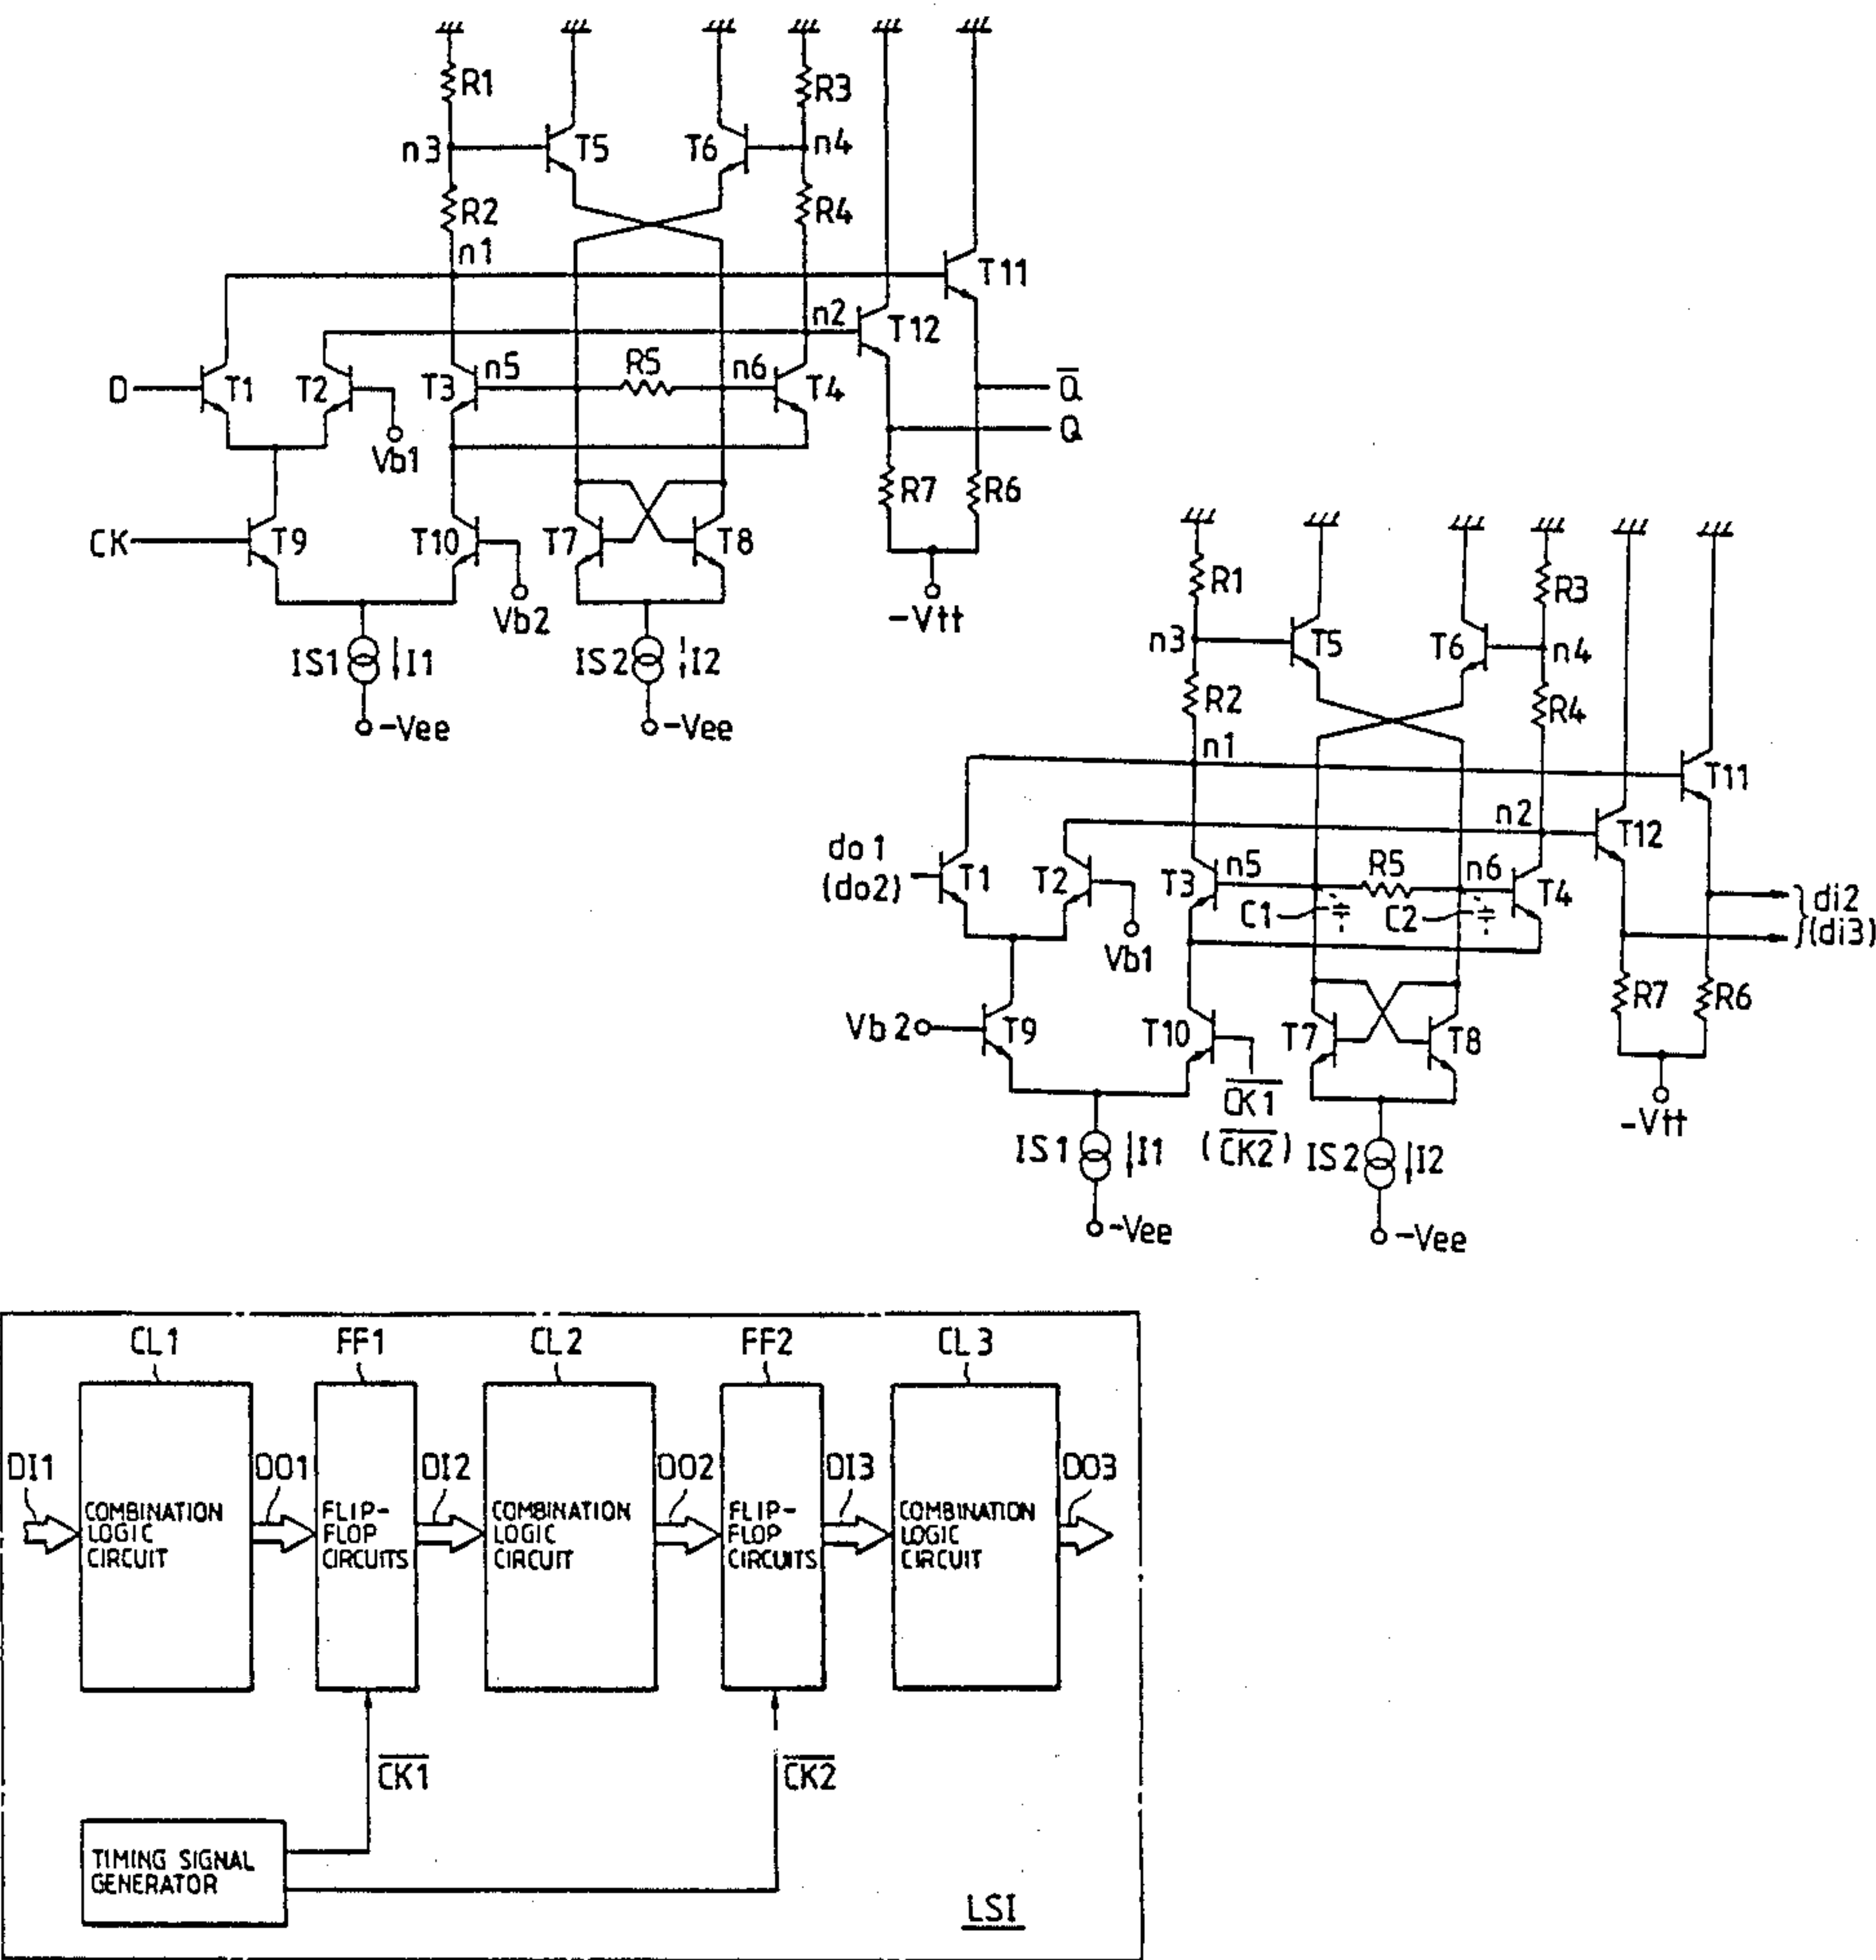 R1
R3
n3
T5
T6
n4
R2
R4
n1
T11
n2
T12
D
T1
T2
T3
n5
R5
n6
T4
Q̅
Q
Vb1
R7
R6
CK
T9
T10
T7
T8
Vb2
-Vtt
IS1
I1
IS2
I2
-Vee
-Vee
R1
R3
n3
T5
T6
n4
R2
R4
n1
T11
n2
T12
do1
(do2)
T1
T2
T3
n5
R5
n6
T4
C1
C2
di2
(di3)
Vb1
R7
R6
Vb2
T9
T10
T7
T8
C̅K̅1̅
(C̅K̅2̅)
-Vtt
IS1
I1
IS2
I2
-Vee
-Vee
CL1
FF1
CL2
FF2
CL3
DI1
DO1
DI2
DO2
DI3
DO3
COMBINATION
LOGIC
CIRCUIT
FLIP-
FLOP
CIRCUITS
COMBINATION
LOGIC
CIRCUIT
FLIP-
FLOP
CIRCUITS
COMBINATION
LOGIC
CIRCUIT
C̅K̅1̅
C̅K̅2̅
TIMING SIGNAL
GENERATOR
LSI